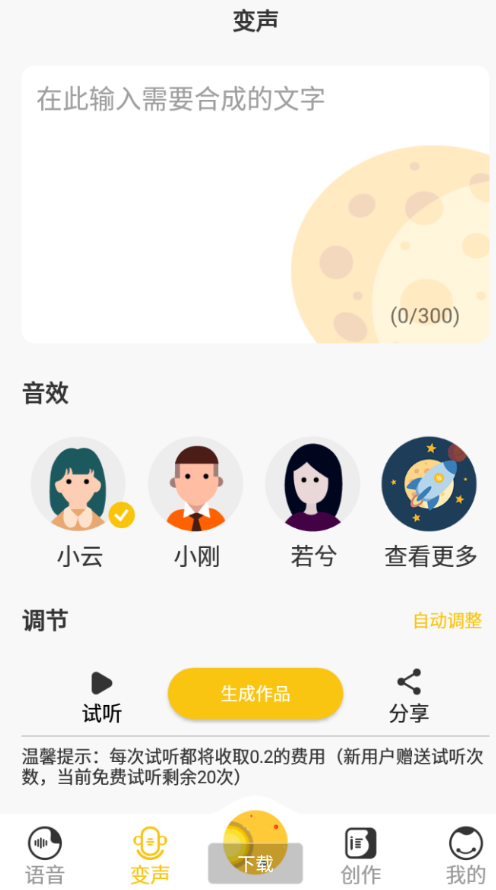 变声
在此输入需要合成的文字
(0/300)
音效
小云
小刚
若兮
查看更多
调节
自动调整
试听
生成作品
分享
温馨提示：每次试听都将收取0.2的费用（新用户赠送试听次
数，当前免费试听剩余20次）
语音
变声
下载
创作
我的